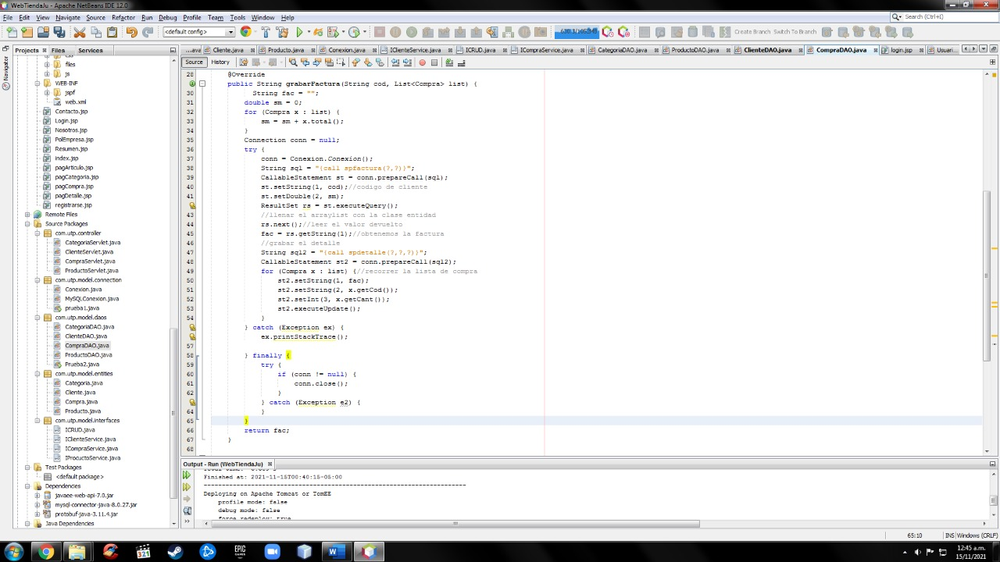 WebTiendaJu - Apache NetBeans IDE 12.0
File Edit View Navigate Source Refactor Run Debug Profile Team Tools Window Help
Search (Ctrl+I)
<default config>
Create Branch Switch To Branch
Projects Files Services
Navigator
...ava Cliente.java Producto.java Conexion.java IClienteService.java ICRUD.java ICompraService.java CategoriaDAO.java ProductoDAO.java ClienteDAO.java CompraDAO.java login.jsp Usuari...
Source History
css
files
js
WEB-INF
jspf
web.xml
Contacto.jsp
Login.jsp
Nosotros.jsp
PolEmpresa.jsp
Resumen.jsp
index.jsp
pagArticulo.jsp
pagCategoria.jsp
pagCompra.jsp
pagDetalle.jsp
registrarse.jsp
Remote Files
Source Packages
com.utp.controller
CategoriaServlet.java
ClienteServlet.java
CompraServlet.java
ProductoServlet.java
com.utp.model.connection
Conexion.java
MySQLConexion.java
prueba1.java
com.utp.model.daos
CategoriaDAO.java
ClienteDAO.java
CompraDAO.java
ProductoDAO.java
Prueba2.java
com.utp.model.entities
Categoria.java
Cliente.java
Compra.java
Producto.java
com.utp.model.interfaces
ICRUD.java
IClienteService.java
ICompraService.java
IProcuctoService.java
Test Packages
<default package>
Dependencies
javaee-web-api-7.0.jar
mysql-connector-java-8.0.27.jar
protobuf-java-3.11.4.jar
Java Dependencies
28 @Override
public String grabarFactura(String cod, List<Compra> list) {
30 String fac = "";
31 double sm = 0;
32 for (Compra x : list) {
33 sm = sm + x.total();
34 }
35 Connection conn = null;
36 try {
37 conn = Conexion.Conexion();
38 String sql = "{call spfactura(?,?)}";
39 CallableStatement st = conn.prepareCall(sql);
40 st.setString(1, cod);//codigo de cliente
41 st.setDouble(2, sm);
ResultSet rs = st.executeQuery();
43 //llenar el arraylist con la clase entidad
44 rs.next();//leer el valor devuelto
45 fac = rs.getString(1);//obtenemos la factura
46 //grabar el detalle
47 String sql2 = "{call spdetalle(?,?,?)}";
48 CallableStatement st2 = conn.prepareCall(sql2);
49 for (Compra x : list) {//recorrer la lista de compra
50 st2.setString(1, fac);
51 st2.setString(2, x.getCod());
52 st2.setInt(3, x.getCant());
53 st2.executeUpdate();
54 }
} catch (Exception ex) {
ex.printStackTrace();
57
58 } finally {
59 try {
60 if (conn != null) {
61 conn.close();
62 }
} catch (Exception e2) {
64 }
65 }
66 return fac;
67 }
68
Output - Run (WebTiendaJu)
Finished at: 2021-11-15T00:40:15-05:00
------------------------------------------------------------------------
Deploying on Apache Tomcat or TomEE
profile mode: false
debug mode: false
force redeploy: true
65:10 INS Windows (CRLF)
321
EPIC GAMES
12:45 a.m.
15/11/2021